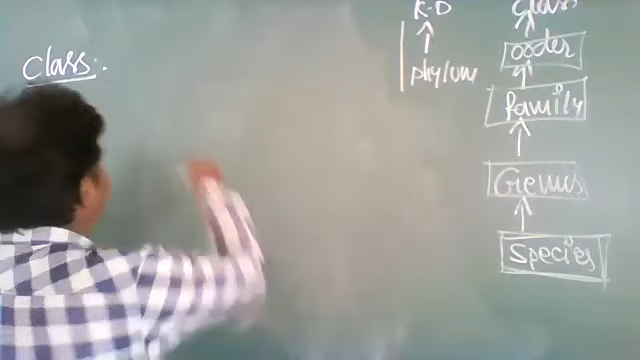 Class:.
K-D
phylum
Class
order
family
Genus
Species